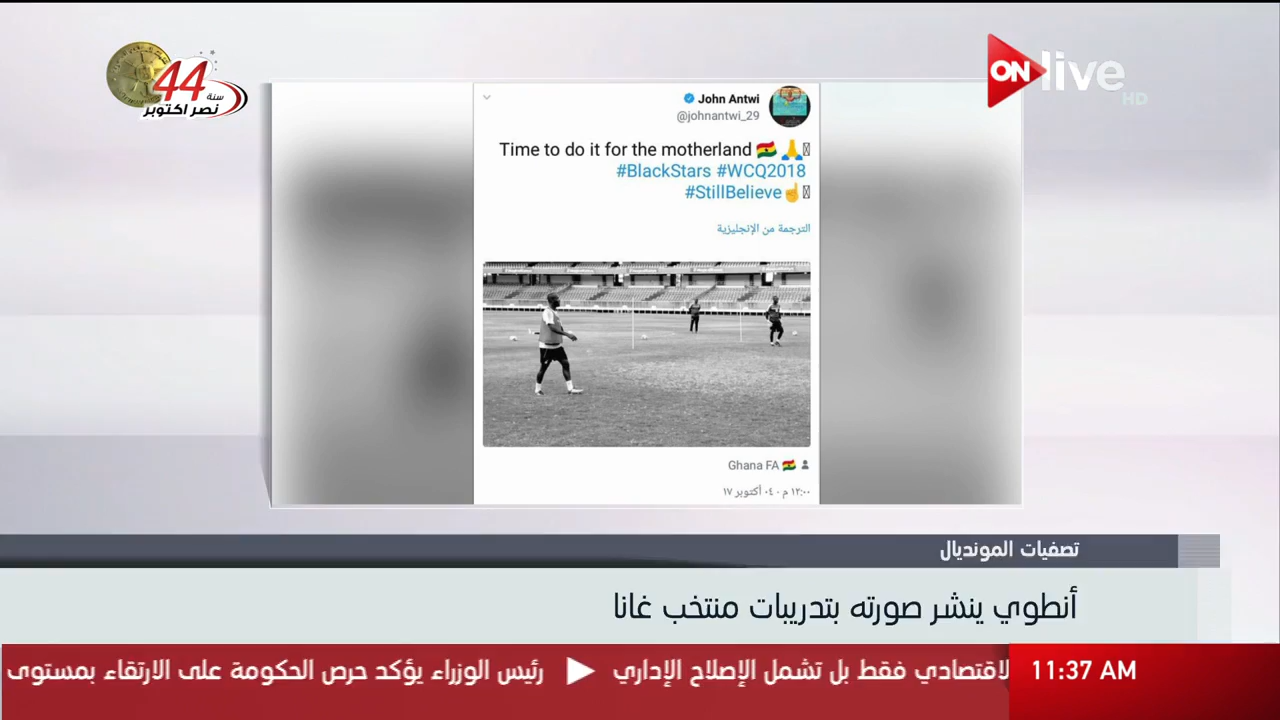 44
سنة
نصر اكتوبر
ON live
HD
John Antwi
@johnantwi_29
Time to do it for the motherland 🇬🇭 🙏
#BlackStars #WCQ2018
#StillBelieve☝
الترجمة من الإنجليزية
Ghana FA 🇬🇭
١٢:٠٠ م · ٠٤ أكتوبر ١٧
تصفيات المونديال
أنطوي ينشر صورته بتدريبات منتخب غانا
لاقتصادي فقط بل تشمل الإصلاح الإداري ◀ رئيس الوزراء يؤكد حرص الحكومة على الارتقاء بمستوى
11:37 AM